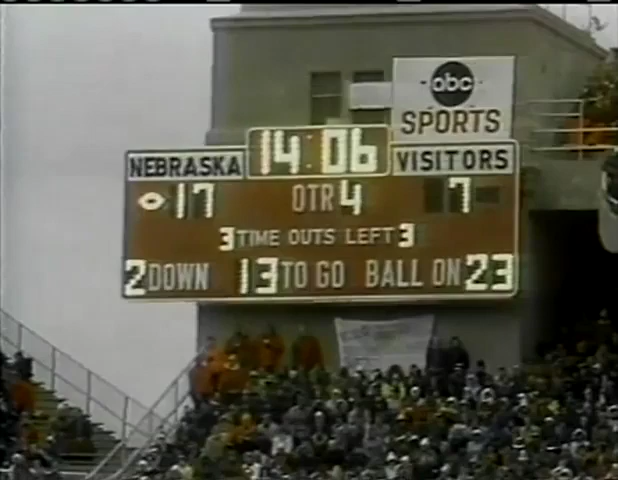 abc
SPORTS
NEBRASKA 14:06 VISITORS
17 QTR 4 7
3 TIME OUTS LEFT 3
2 DOWN 13 TO GO BALL ON 23